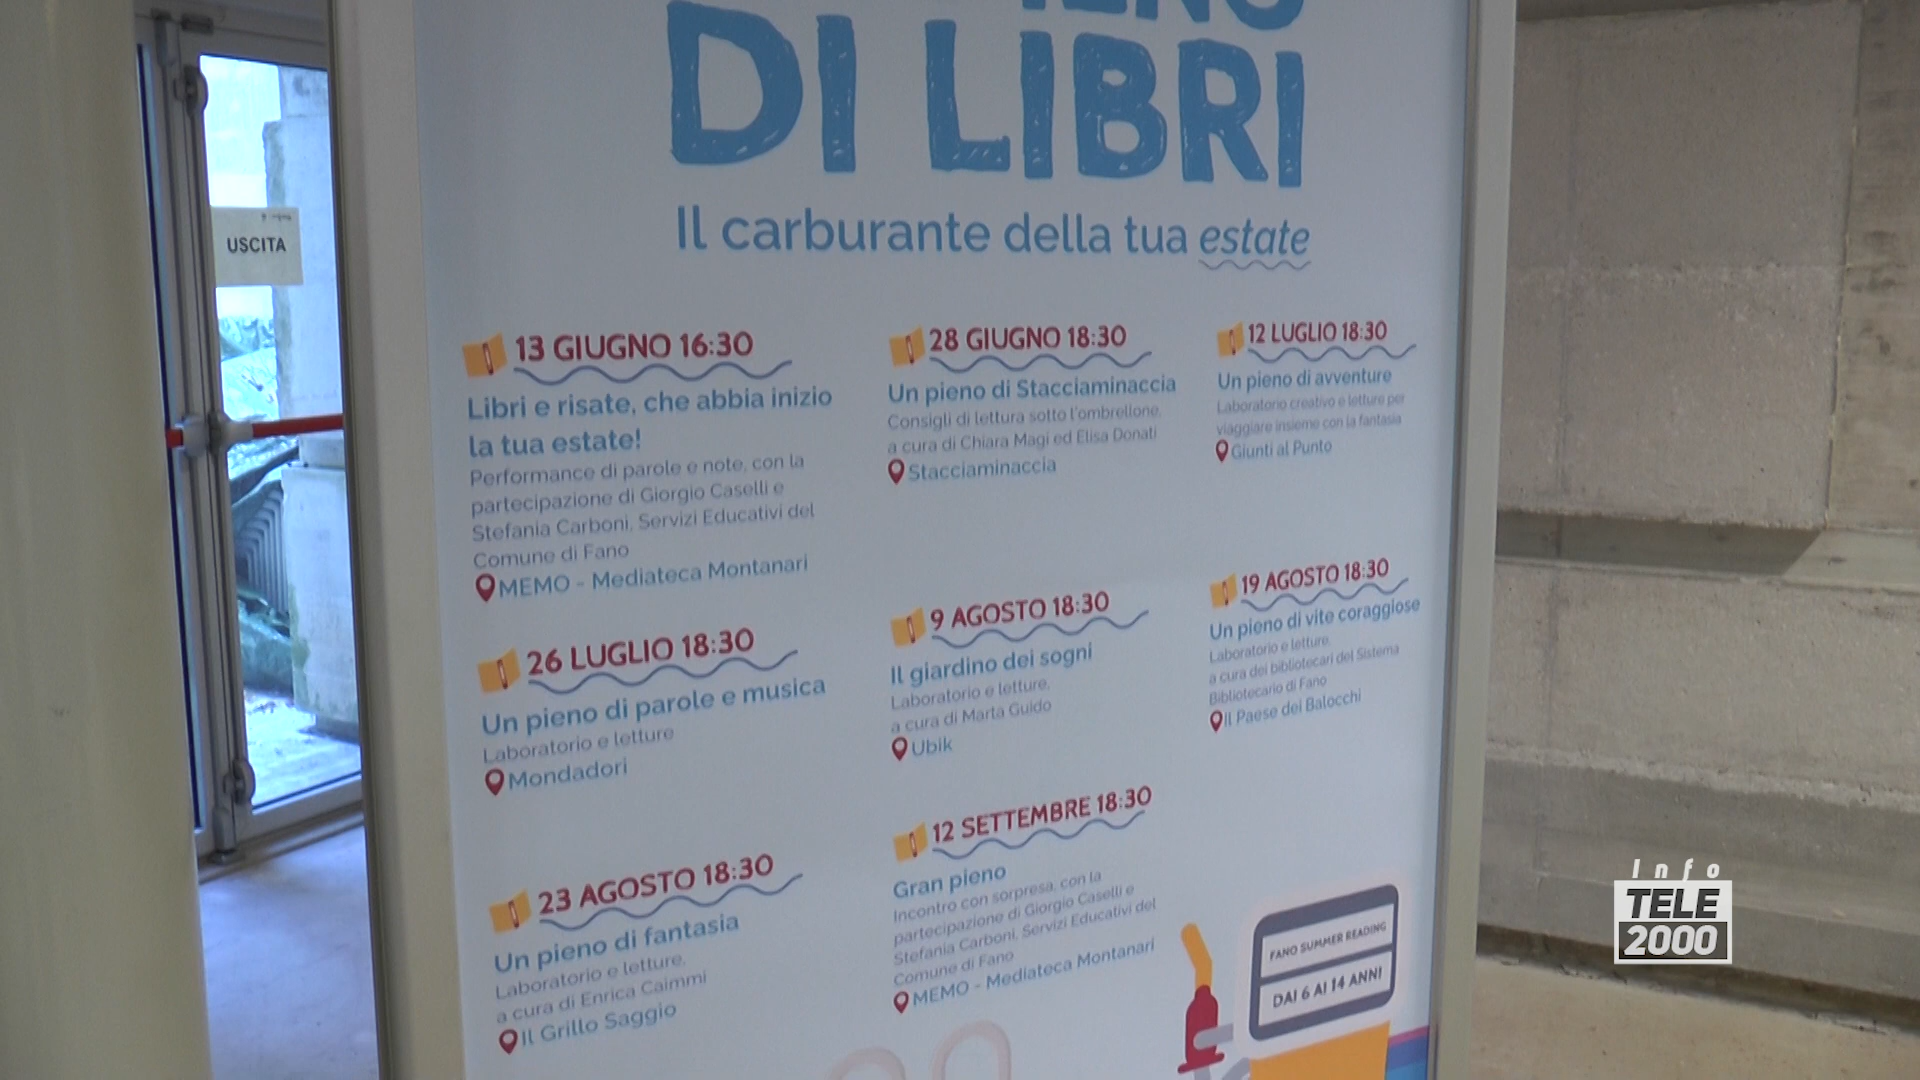 PIENO
DI LIBRI
Il carburante della tua estate
USCITA
13 GIUGNO 16:30
Libri e risate, che abbia inizio
la tua estate!
Performance di parole e note, con la
partecipazione di Giorgio Caselli e
Stefania Carboni, Servizi Educativi del
Comune di Fano
MEMO - Mediateca Montanari
28 GIUGNO 18:30
Un pieno di Stacciaminaccia
Consigli di lettura sotto l'ombrellone,
a cura di Chiara Magi ed Elisa Donati
Stacciaminaccia
12 LUGLIO 18:30
Un pieno di avventure
Laboratorio creativo e letture per
viaggiare insieme con la fantasia
Giunti al Punto
26 LUGLIO 18:30
Un pieno di parole e musica
Laboratorio e letture
Mondadori
9 AGOSTO 18:30
Il giardino dei sogni
Laboratorio e letture,
a cura di Marta Guido
Ubik
19 AGOSTO 18:30
Un pieno di vite coraggiose
Laboratorio e letture,
a cura dei bibliotecari del Sistema
Bibliotecario di Fano
Il Paese dei Balocchi
23 AGOSTO 18:30
Un pieno di fantasia
Laboratorio e letture,
a cura di Enrica Caimmi
Il Grillo Saggio
12 SETTEMBRE 18:30
Gran pieno
Incontro con sorpresa, con la
partecipazione di Giorgio Caselli e
Stefania Carboni, Servizi Educativi del
Comune di Fano
MEMO - Mediateca Montanari
FANO SUMMER READING
DAI 6 AI 14 ANNI
Info
TELE
2000